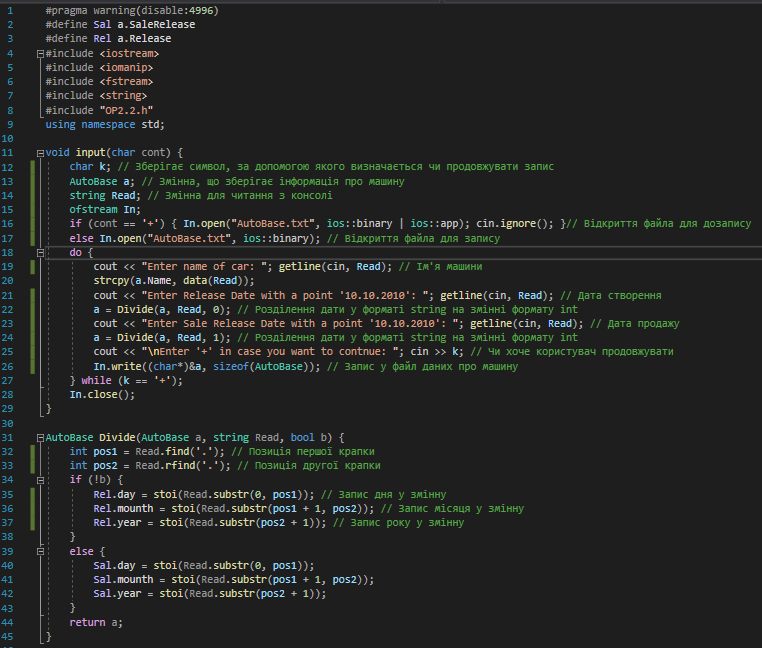 1 #pragma warning(disable:4996)
2 #define Sal a.SaleRelease
3 #define Rel a.Release
4 #include <iostream>
5 #include <iomanip>
6 #include <fstream>
7 #include <string>
8 #include "OP2.2.h"
9 using namespace std;
10
11 void input(char cont) {
12 char k; // Зберігає символ, за допомогою якого визначається чи продовжувати запис
13 AutoBase a; // Змінна, що зберігає інформація про машину
14 string Read; // Змінна для читання з консолі
15 ofstream In;
16 if (cont == '+') { In.open("AutoBase.txt", ios::binary | ios::app); cin.ignore(); }// Відкриття файла для дозапису
17 else In.open("AutoBase.txt", ios::binary); // Відкриття файла для запису
18 do {
19 cout << "Enter name of car: "; getline(cin, Read); // Ім'я машини
20 strcpy(a.Name, data(Read));
21 cout << "Enter Release Date with a point '10.10.2010': "; getline(cin, Read); // Дата створення
22 a = Divide(a, Read, 0); // Розділення дати у форматі string на змінні формату int
23 cout << "Enter Sale Release Date with a point '10.10.2010': "; getline(cin, Read); // Дата продажу
24 a = Divide(a, Read, 1); // Розділення дати у форматі string на змінні формату int
25 cout << "\nEnter '+' in case you want to contnue: "; cin >> k; // Чи хоче користувач продовжувати
26 In.write((char*)&a, sizeof(AutoBase)); // Запис у файл даних про машину
27 } while (k == '+');
28 In.close();
29 }
30
31 AutoBase Divide(AutoBase a, string Read, bool b) {
32 int pos1 = Read.find('.'); // Позиція першої крапки
33 int pos2 = Read.rfind('.'); // Позиція другої крапки
34 if (!b) {
35 Rel.day = stoi(Read.substr(0, pos1)); // Запис дня у змінну
36 Rel.mounth = stoi(Read.substr(pos1 + 1, pos2)); // Запис місяця у змінну
37 Rel.year = stoi(Read.substr(pos2 + 1)); // Запис року у змінну
38 }
39 else {
40 Sal.day = stoi(Read.substr(0, pos1));
41 Sal.mounth = stoi(Read.substr(pos1 + 1, pos2));
42 Sal.year = stoi(Read.substr(pos2 + 1));
43 }
44 return a;
45 }